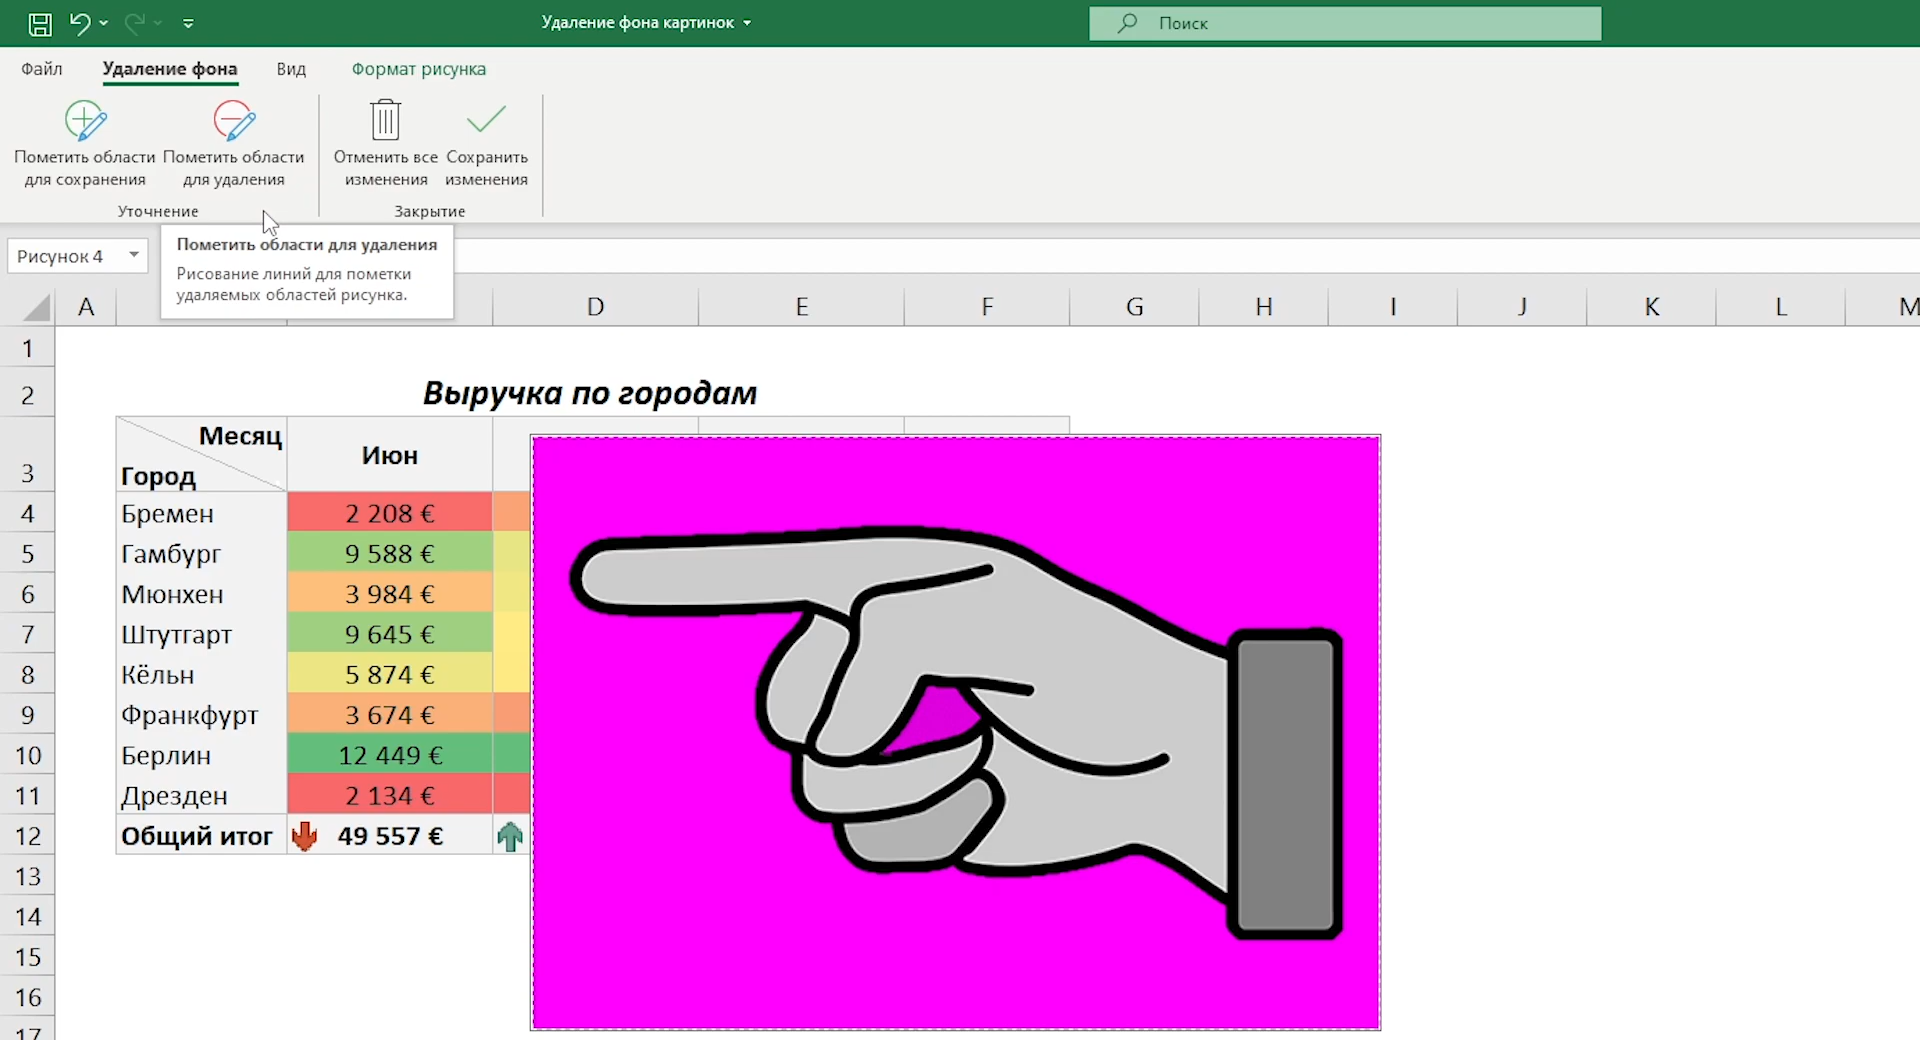 Удаление фона картинок
Поиск
Файл
Удаление фона
Вид
Формат рисунка
Пометить области для сохранения
Пометить области для удаления
Отменить все изменения
Сохранить изменения
Уточнение
Закрытие
Рисунок 4
Пометить области для удаления
Рисование линий для пометки
удаляемых областей рисунка.
A D E F G H I J K L M
1
2 Выручка по городам
Месяц
3 Город Июн
4 Бремен 2 208 €
5 Гамбург 9 588 €
6 Мюнхен 3 984 €
7 Штутгарт 9 645 €
8 Кёльн 5 874 €
9 Франкфурт 3 674 €
10 Берлин 12 449 €
11 Дрезден 2 134 €
12 Общий итог 49 557 €
13
14
15
16
17